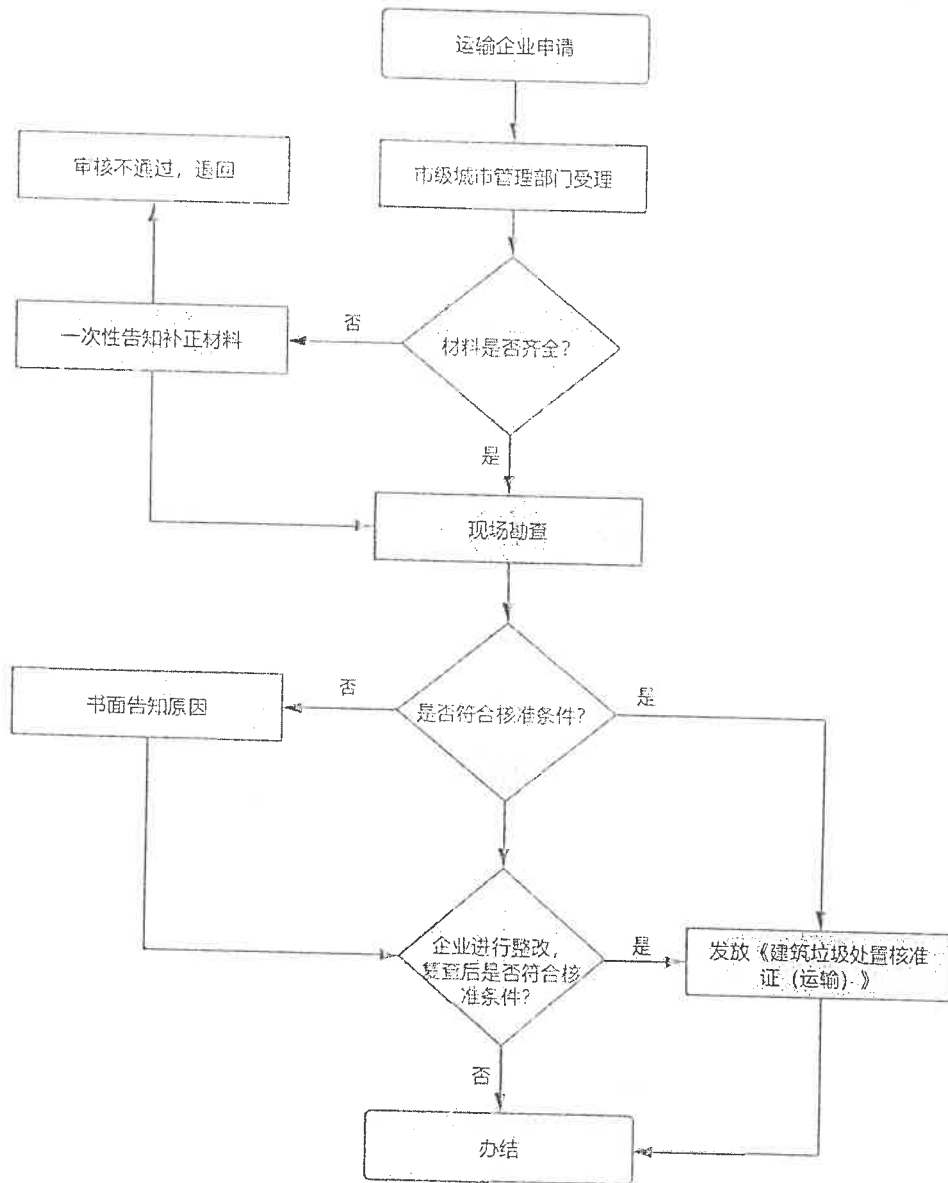 运输企业申请
审核不通过，退回
市级城市管理部门受理
否
一次性告知补正材料
材料是否齐全？
是
现场勘查
否
是
书面告知原因
是否符合核准条件？
企业进行整改，
复查后是否符合核
准条件？
是
发放《建筑垃圾处置核准
证（运输）》
否
办结